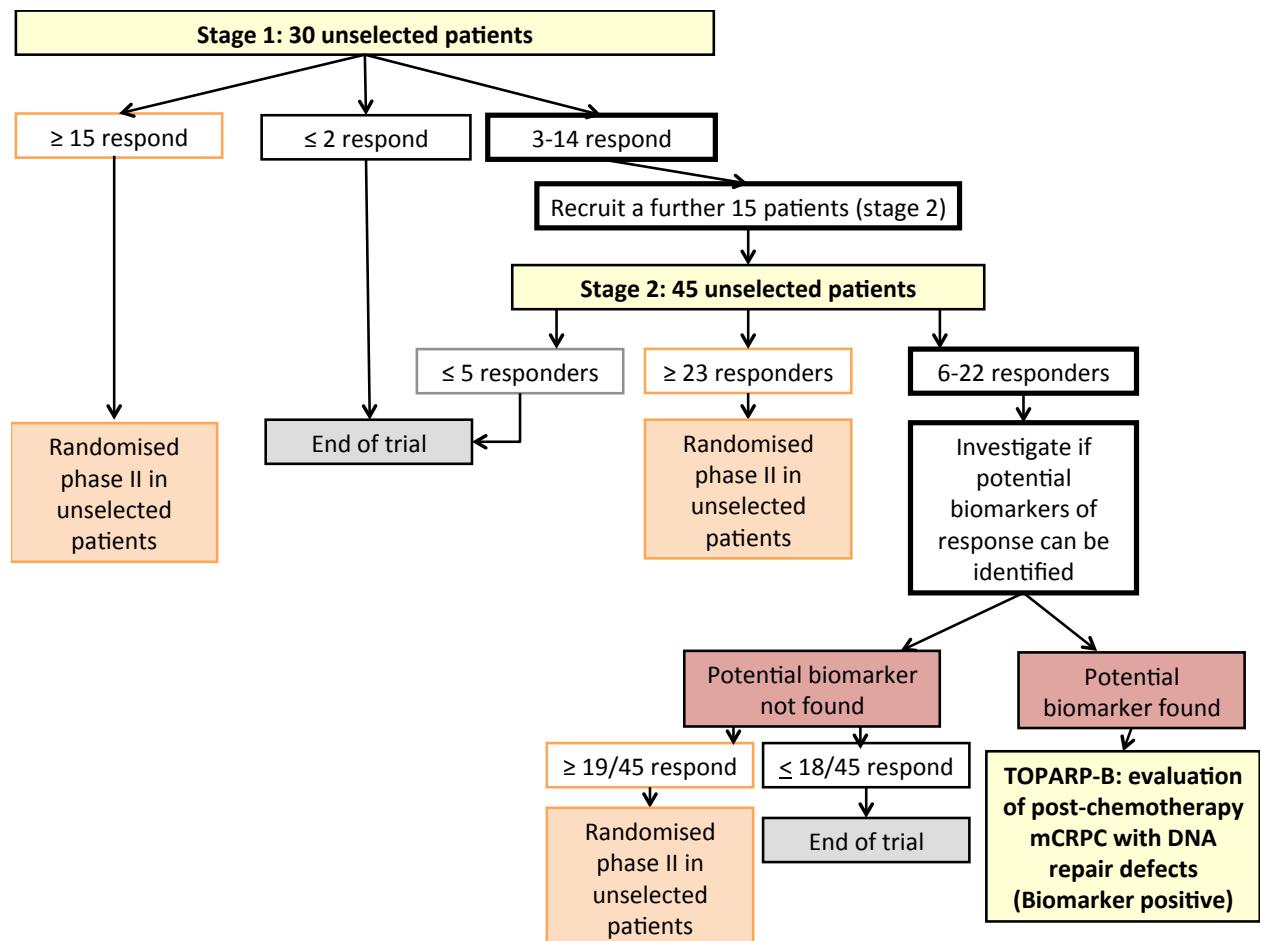 Stage 1: 30 unselected patients
≥ 15 respond
≤ 2 respond
3-14 respond
Recruit a further 15 patients (stage 2)
Stage 2: 45 unselected patients
≤ 5 responders
≥ 23 responders
6-22 responders
Randomised
phase II in
unselected
patients
End of trial
Randomised
phase II in
unselected
patients
Investigate if
potential
biomarkers of
response can be
identified
Potential biomarker
not found
Potential
biomarker found
≥ 19/45 respond
≤ 18/45 respond
Randomised
phase II in
unselected
patients
End of trial
TOPARP-B: evaluation
of post-chemotherapy
mCRPC with DNA
repair defects
(Biomarker positive)